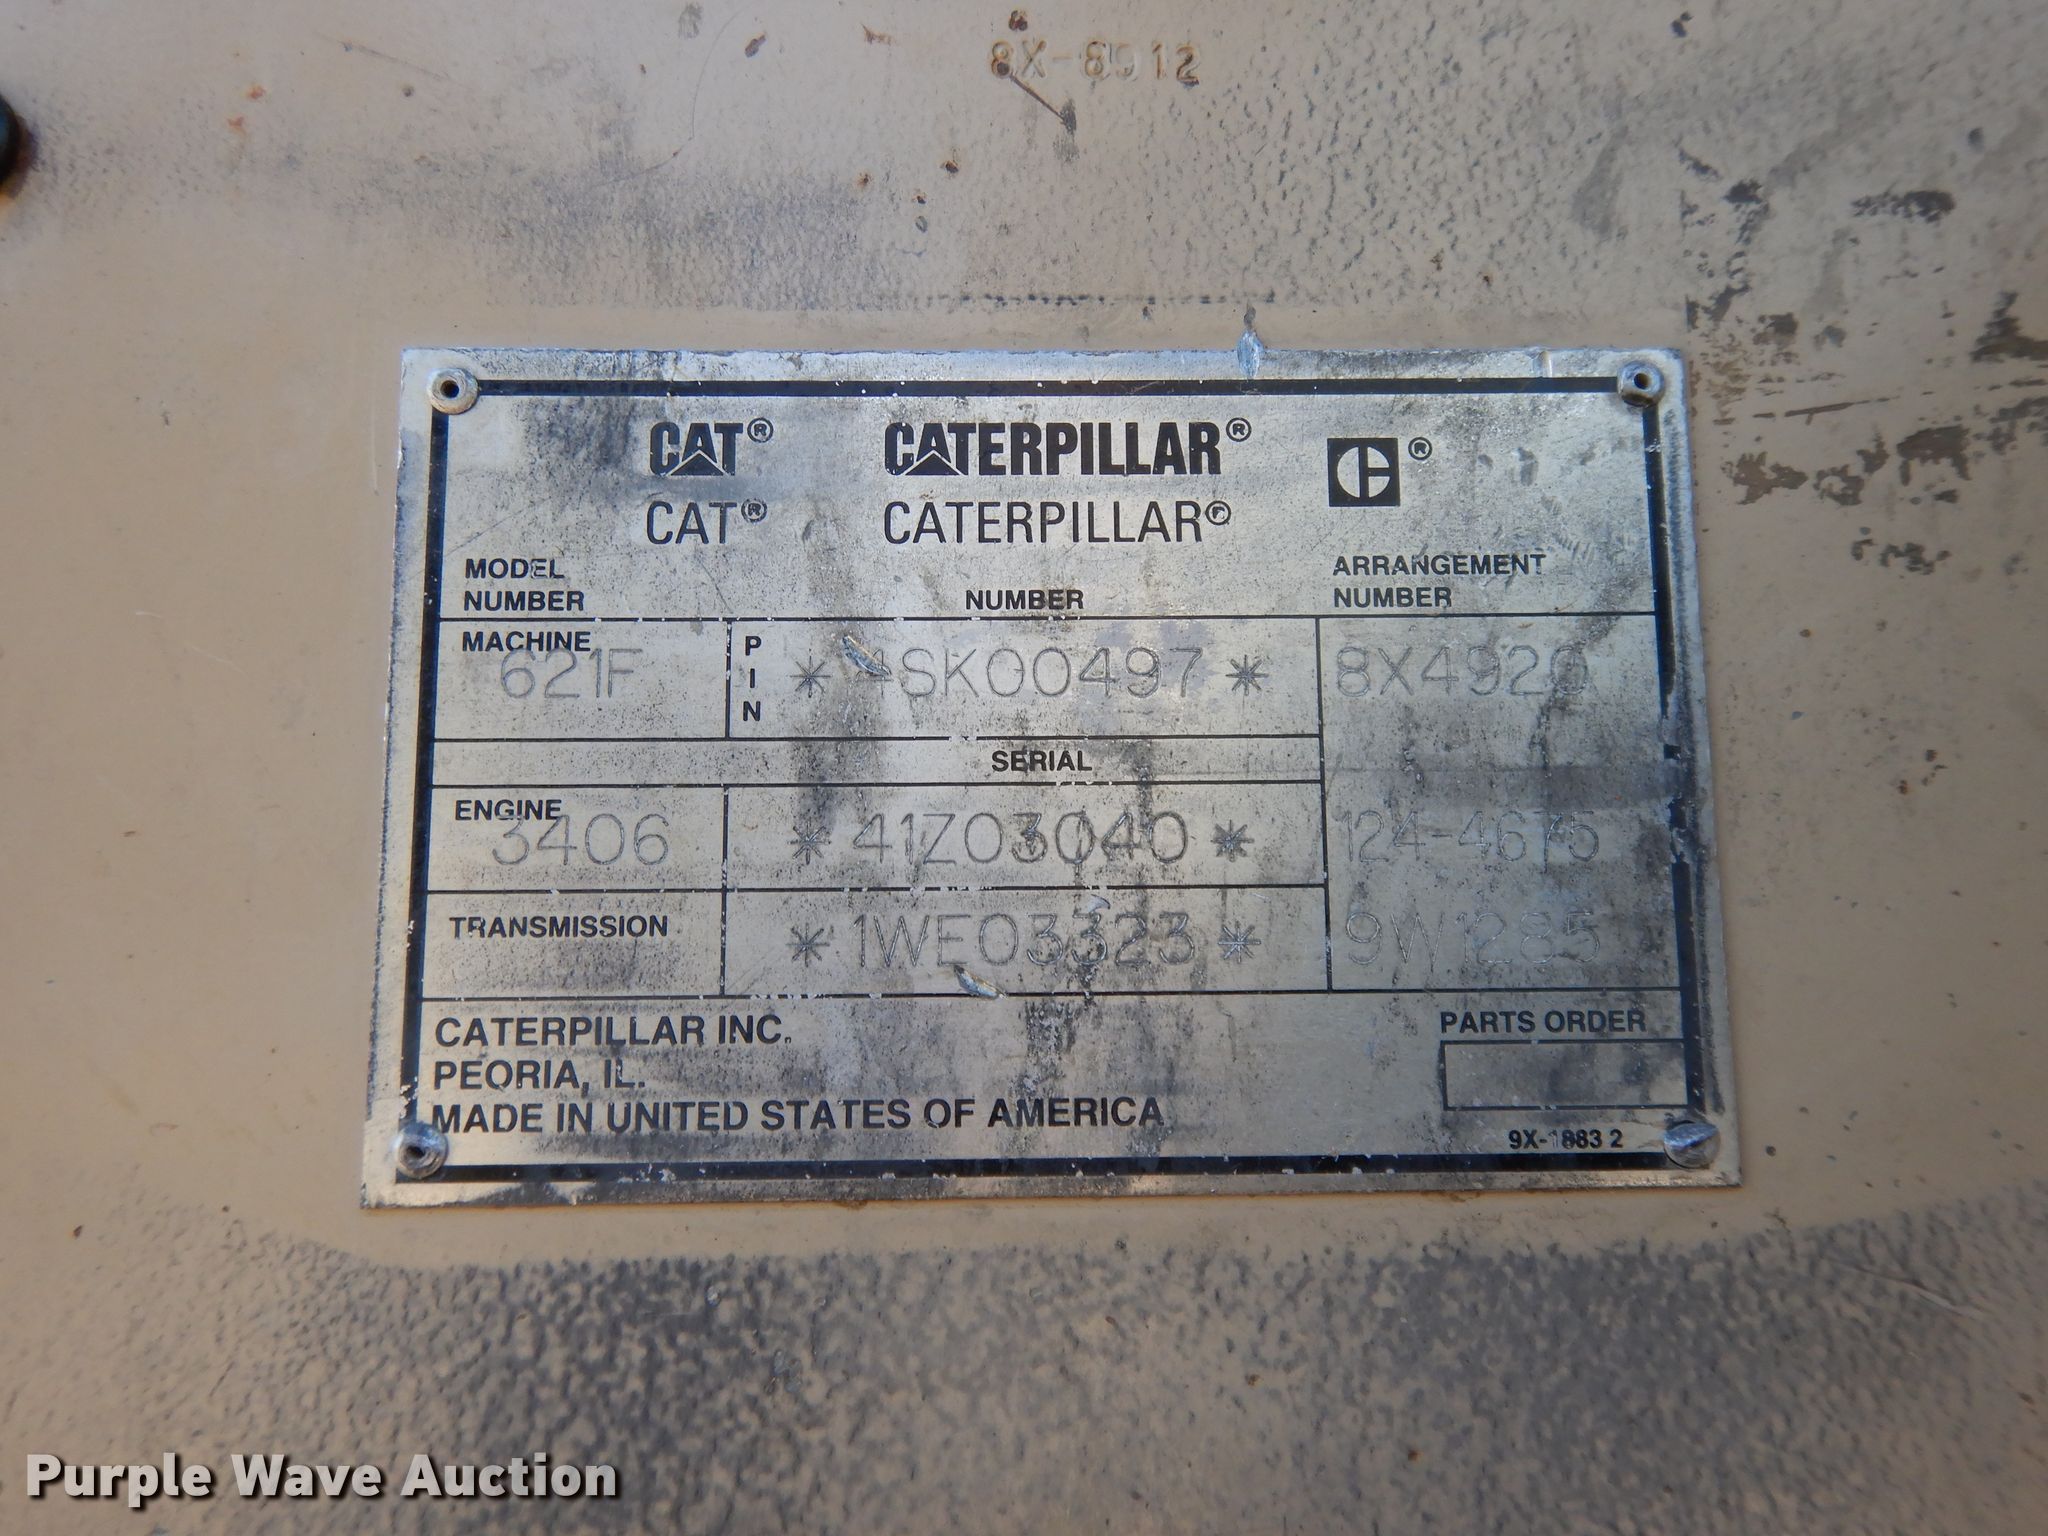 8X-8912
CAT® CATERPILLAR® ®
CAT® CATERPILLAR®
MODEL NUMBER NUMBER ARRANGEMENT NUMBER
MACHINE 621F PIN *4SK00497* 8X4920
SERIAL
ENGINE 3406 *41Z03040* 124-4675
TRANSMISSION *1WE03323* 9W1285
CATERPILLAR INC.
PEORIA, IL.
MADE IN UNITED STATES OF AMERICA
PARTS ORDER
9X-1883 2
Purple Wave Auction